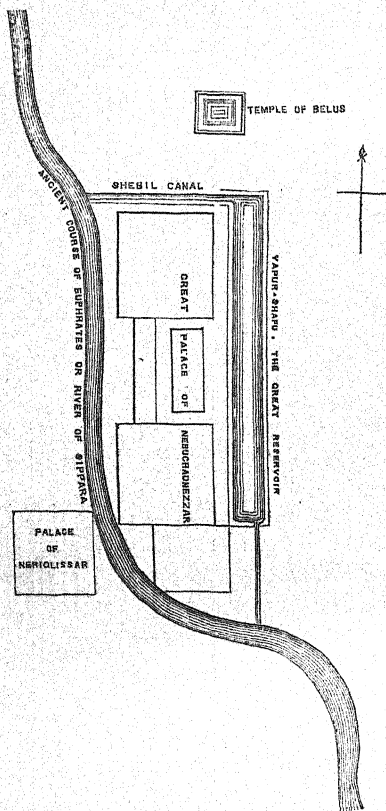 TEMPLE OF BELUS
SHEBIL CANAL
ANCIENT COURSE OF EUPHRATES OR RIVER OF SIPPARA
YAPUR-SHAPU, THE GREAT RESERVOIR
GREAT
PALACE OF
NEBUCHADNEZZAR
PALACE
OF
NERIGLISSAR